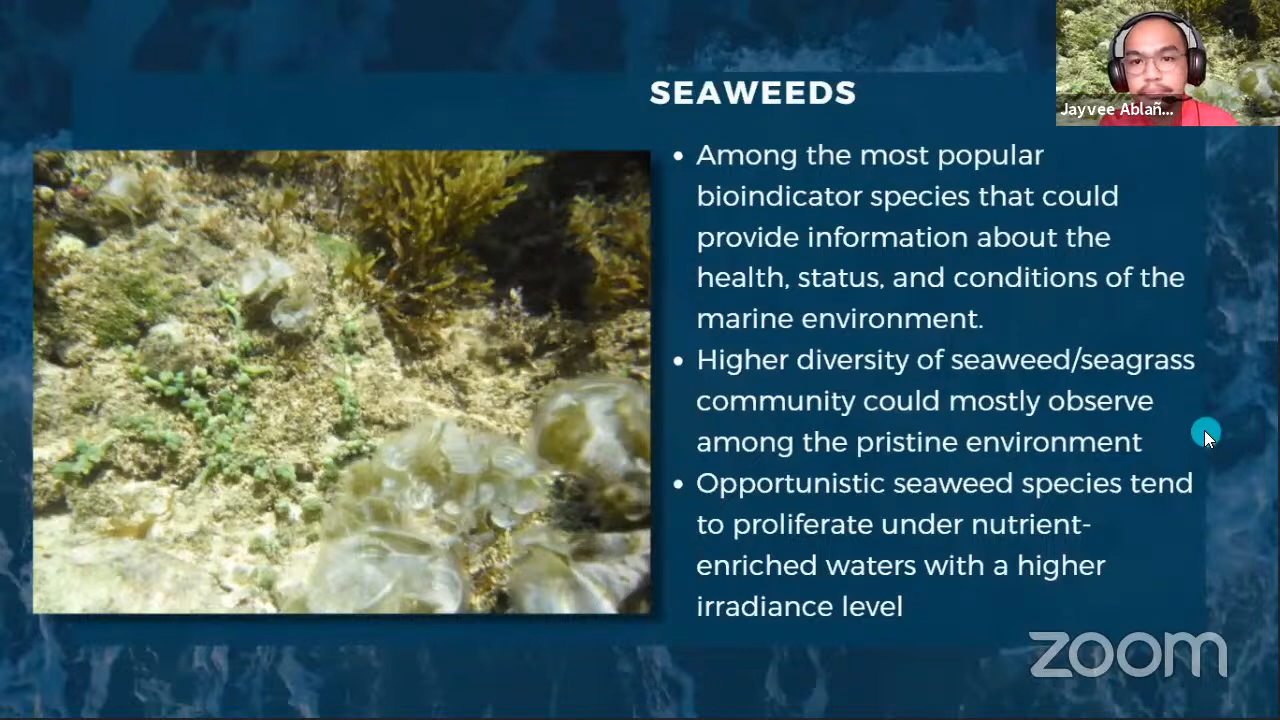 SEAWEEDS
Jayvee Ablañ...
• Among the most popular
bioindicator species that could
provide information about the
health, status, and conditions of the
marine environment.
• Higher diversity of seaweed/seagrass
community could mostly observe
among the pristine environment
• Opportunistic seaweed species tend
to proliferate under nutrient-
enriched waters with a higher
irradiance level
zoom